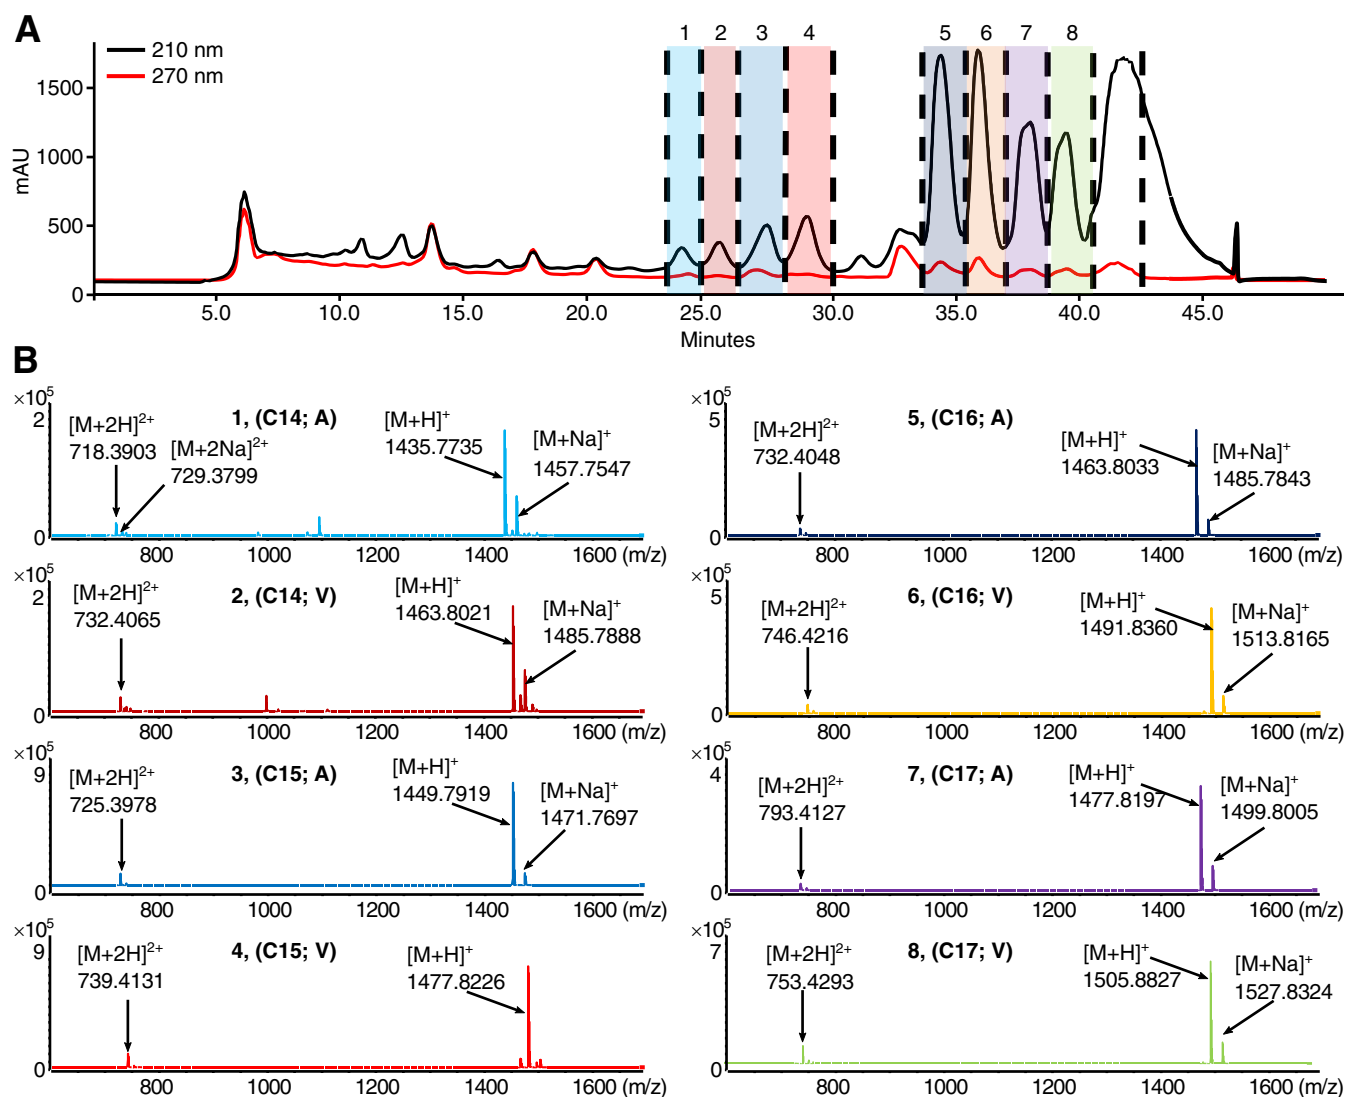 A
210 nm
270 nm
1 2 3 4 5 6 7 8
1500
1000
500
0
mAU
5.0 10.0 15.0 20.0 25.0 30.0 35.0 40.0 45.0
Minutes
B
×10⁵
2
0
1, (C14; A)
[M+2H]²⁺
718.3903
[M+2Na]²⁺
729.3799
[M+H]⁺
1435.7735
[M+Na]⁺
1457.7547
800 1000 1200 1400 1600 (m/z)
×10⁵
5
0
5, (C16; A)
[M+2H]²⁺
732.4048
[M+H]⁺
1463.8033
[M+Na]⁺
1485.7843
800 1000 1200 1400 1600 (m/z)
×10⁵
2
0
2, (C14; V)
[M+2H]²⁺
732.4065
[M+H]⁺
1463.8021
[M+Na]⁺
1485.7888
800 1000 1200 1400 1600 (m/z)
×10⁵
5
0
6, (C16; V)
[M+2H]²⁺
746.4216
[M+H]⁺
1491.8360
[M+Na]⁺
1513.8165
800 1000 1200 1400 1600 (m/z)
×10⁵
9
0
3, (C15; A)
[M+2H]²⁺
725.3978
[M+H]⁺
1449.7919
[M+Na]⁺
1471.7697
800 1000 1200 1400 1600 (m/z)
×10⁵
4
0
7, (C17; A)
[M+2H]²⁺
793.4127
[M+H]⁺
1477.8197
[M+Na]⁺
1499.8005
800 1000 1200 1400 1600 (m/z)
×10⁵
9
0
4, (C15; V)
[M+2H]²⁺
739.4131
[M+H]⁺
1477.8226
800 1000 1200 1400 1600 (m/z)
×10⁵
7
0
8, (C17; V)
[M+2H]²⁺
753.4293
[M+H]⁺
1505.8827
[M+Na]⁺
1527.8324
800 1000 1200 1400 1600 (m/z)